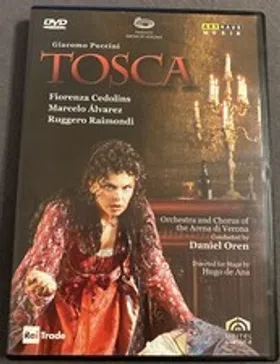 DVD
ARTHAUS
MUSIK
Giacomo Puccini
TOSCA
Fiorenza Cedolins
Marcelo Álvarez
Ruggero Raimondi
Orchestra and Chorus of
the Arena di Verona
Conducted by
Daniel Oren
Directed for Stage by
Hugo de Ana
Rai Trade